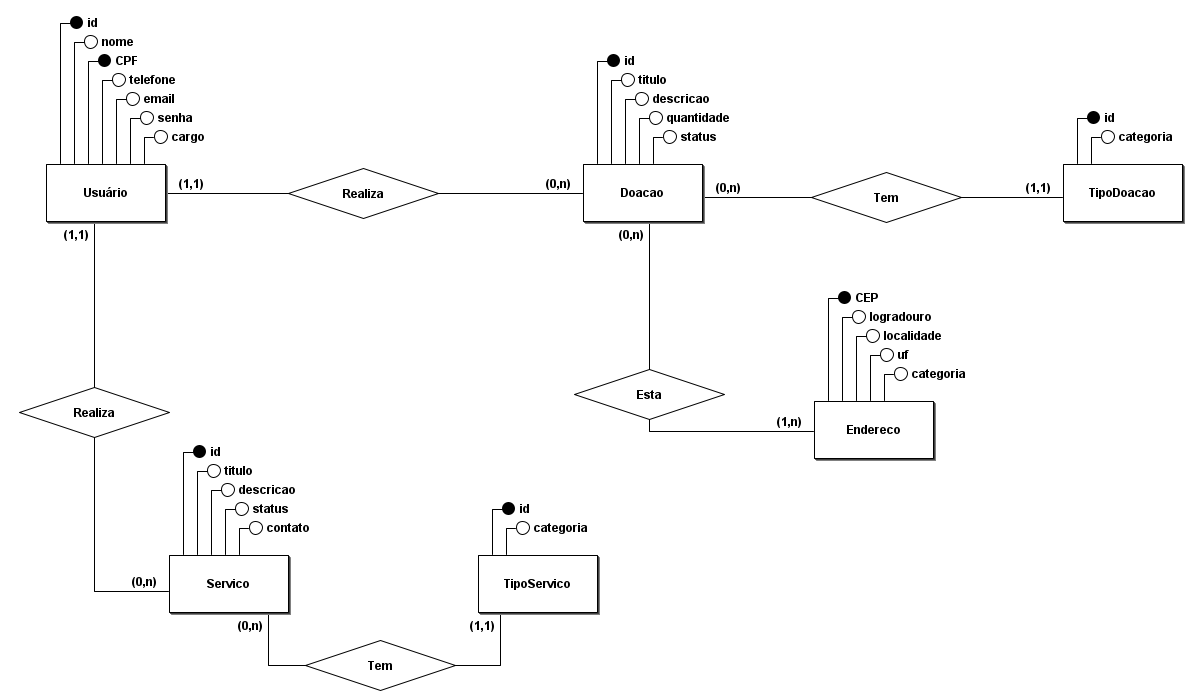 id
nome
CPF
telefone
email
senha
cargo
Usuário
(1,1)
Realiza
(0,n)
id
titulo
descricao
quantidade
status
Doacao
(0,n)
Tem
(1,1)
id
categoria
TipoDoacao
(1,1)
(0,n)
Esta
(1,n)
CEP
logradouro
localidade
uf
categoria
Endereco
Realiza
(0,n)
id
titulo
descricao
status
contato
Servico
(0,n)
Tem
(1,1)
id
categoria
TipoServico